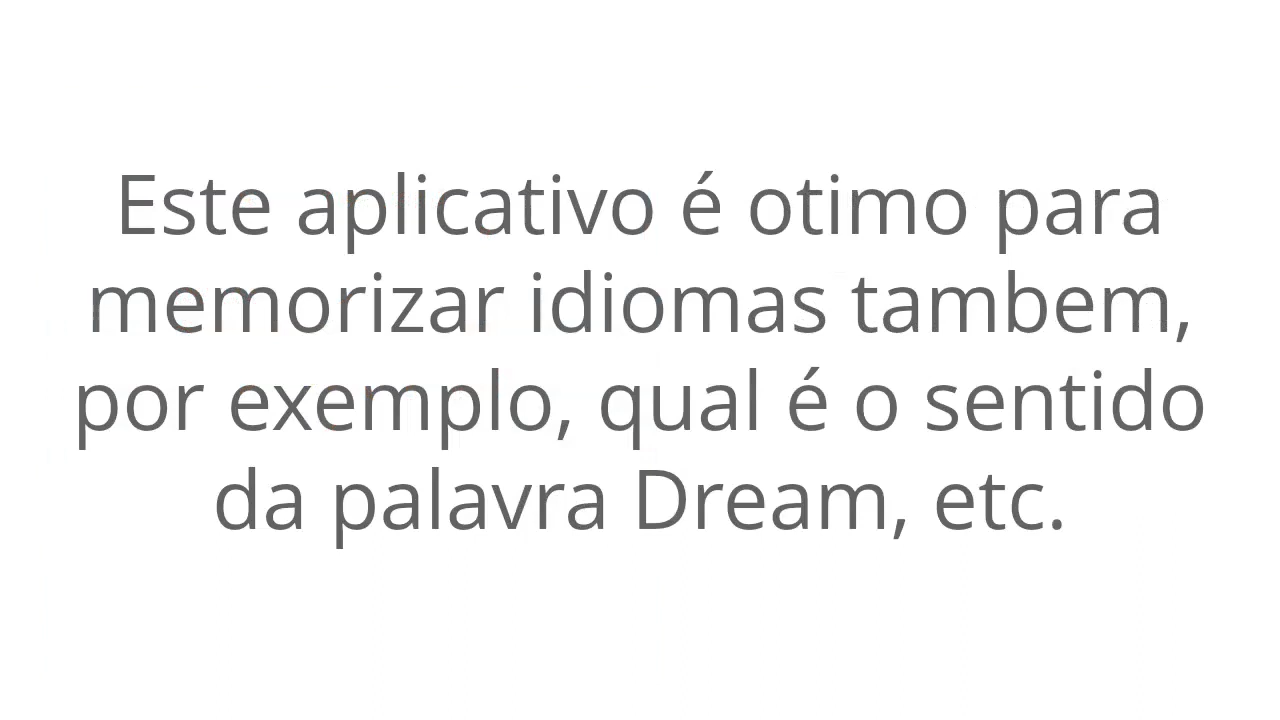 Este aplicativo é otimo para
memorizar idiomas tambem,
por exemplo, qual é o sentido
da palavra Dream, etc.